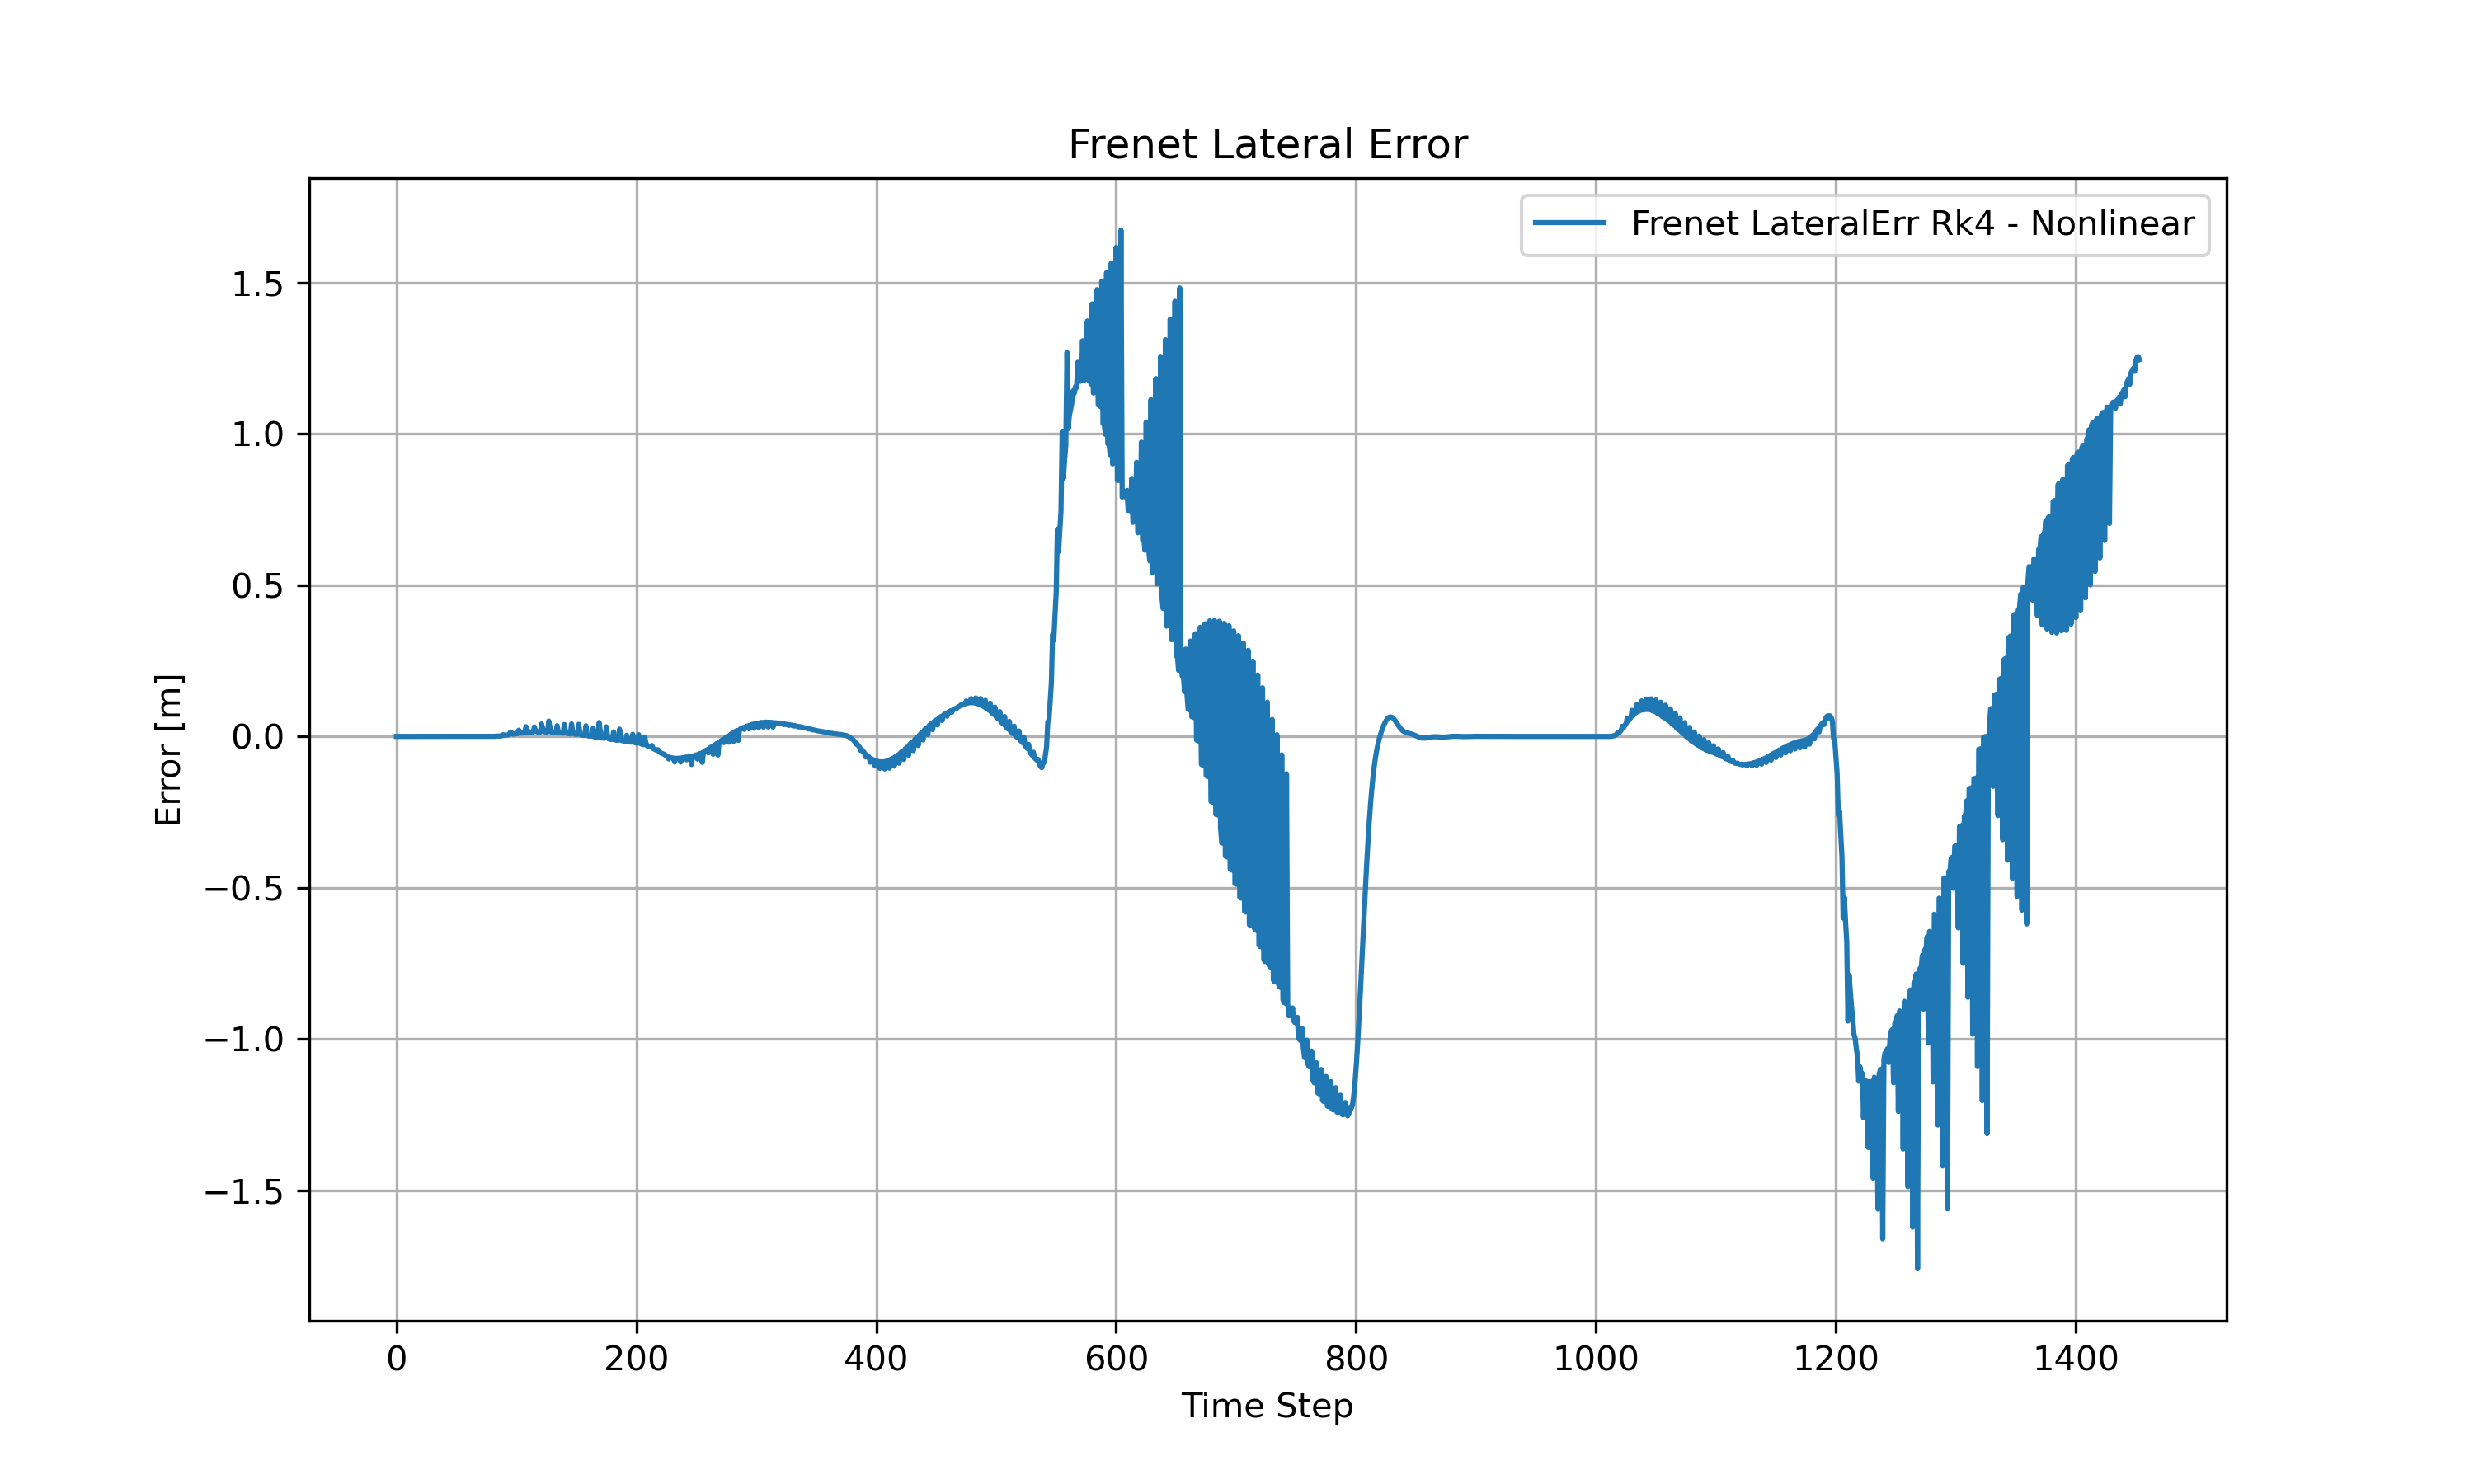 Frenet Lateral Error
Frenet LateralErr Rk4 - Nonlinear
1.5
1.0
0.5
0.0
−0.5
−1.0
−1.5
Error [m]
0 200 400 600 800 1000 1200 1400
Time Step